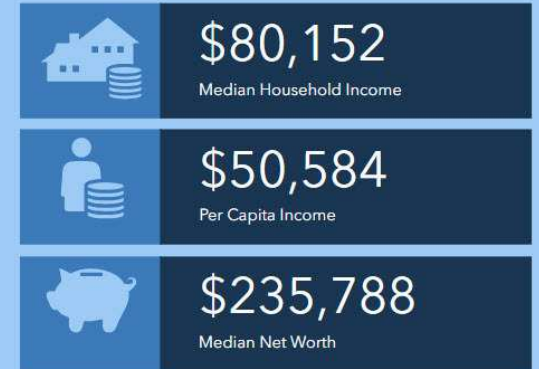 $80,152
Median Household Income
$50,584
Per Capita Income
$235,788
Median Net Worth